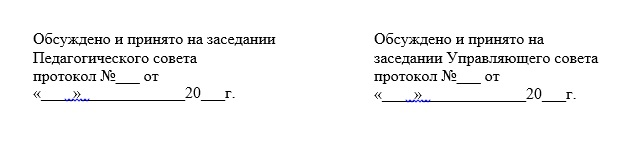 Обсуждено и принято на заседании
Педагогического совета
протокол №___ от
«____»_____________20___г.
Обсуждено и принято на
заседании Управляющего совета
протокол №___ от
«____»_____________20___г.